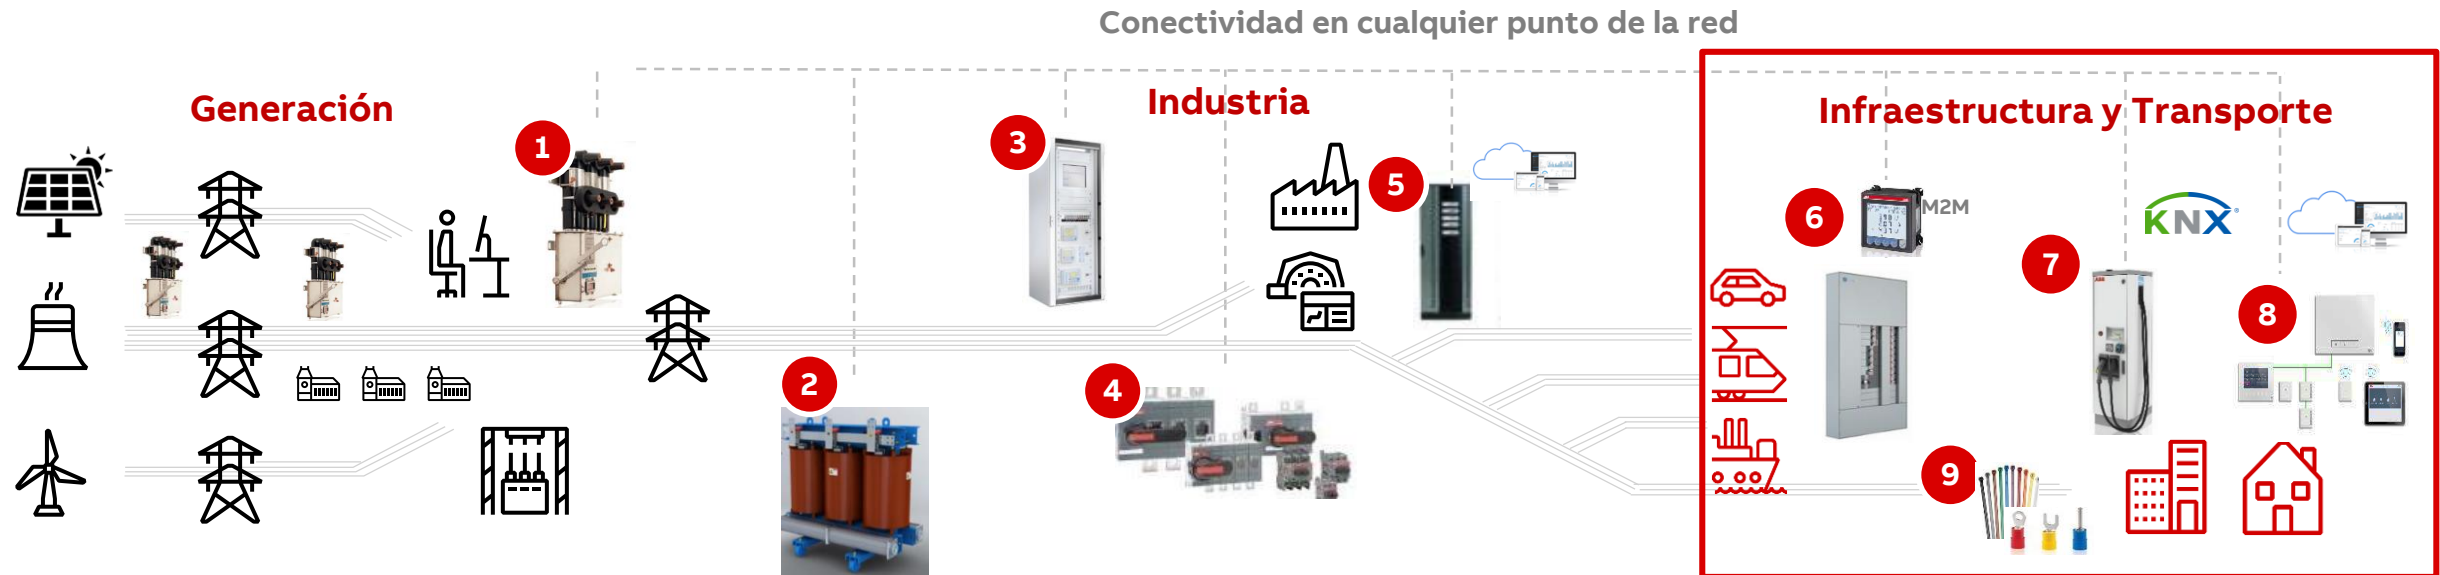 Conectividad en cualquier punto de la red
Generación
Industria
Infraestructura y Transporte
1
2
3
4
5
6
M2M
KNX
7
8
9
ABB